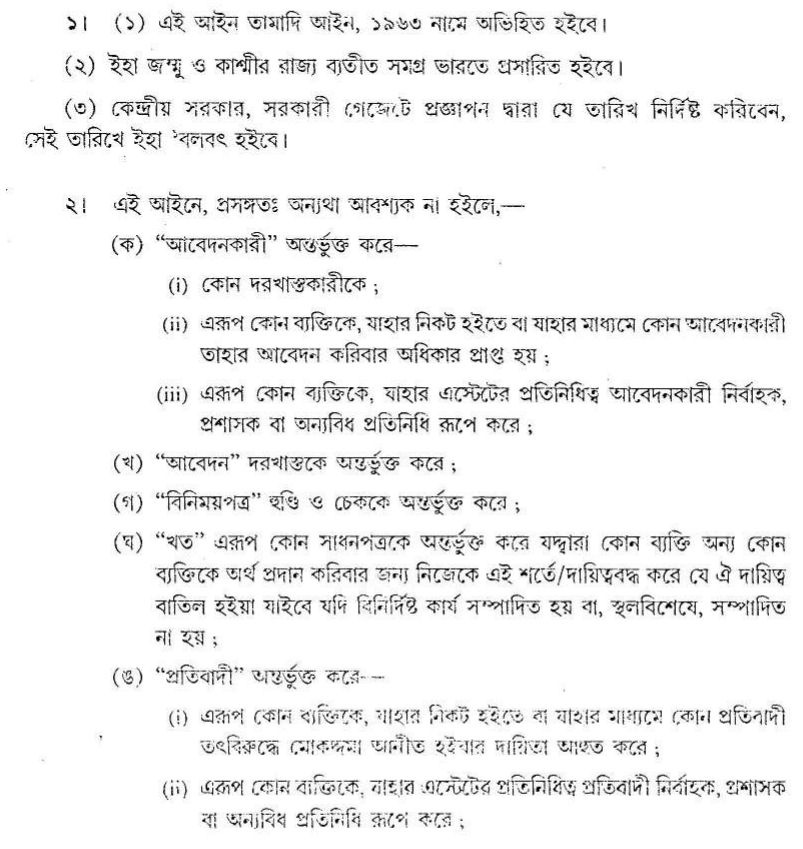 ১। (১) এই আইন তামাদি আইন, ১৯৬৩ নামে অভিহিত হইবে।
(২) ইহা জম্মু ও কাশ্মীর রাজ্য ব্যতীত সমগ্র ভারতে প্রসারিত হইবে।
(৩) কেন্দ্রীয় সরকার, সরকারী গেজেটে প্রজ্ঞাপন দ্বারা যে তারিখ নির্দিষ্ট করিবেন,
সেই তারিখে ইহা বলবৎ হইবে।
২। এই আইনে, প্রসঙ্গতঃ অন্যথা আবশ্যক না হইলে,—
(ক) “আবেদনকারী” অন্তর্ভুক্ত করে—
(i) কোন দরখাস্তকারীকে ;
(ii) এরূপ কোন ব্যক্তিকে, যাহার নিকট হইতে বা যাহার মাধ্যমে কোন আবেদনকারী
তাহার আবেদন করিবার অধিকার প্রাপ্ত হয় ;
(iii) এরূপ কোন ব্যক্তিকে, যাহার এস্টেটের প্রতিনিধিত্ব আবেদনকারী নির্বাহক,
প্রশাসক বা অন্যবিধ প্রতিনিধি রূপে করে ;
(খ) “আবেদন” দরখাস্তকে অন্তর্ভুক্ত করে ;
(গ) “বিনিময়পত্র” হুণ্ডি ও চেককে অন্তর্ভুক্ত করে ;
(ঘ) “খত” এরূপ কোন সাধনপত্রকে অন্তর্ভুক্ত করে যদ্দ্বারা কোন ব্যক্তি অন্য কোন
ব্যক্তিকে অর্থ প্রদান করিবার জন্য নিজেকে এই শর্তে/দায়িত্ববদ্ধ করে যে ঐ দায়িত্ব
বাতিল হইয়া যাইবে যদি বিনির্দিষ্ট কার্য সম্পাদিত হয় বা, স্থলবিশেষে, সম্পাদিত
না হয় ;
(ঙ) “প্রতিবাদী” অন্তর্ভুক্ত করে--–
(i) এরূপ কোন ব্যক্তিকে, যাহার নিকট হইতে বা যাহার মাধ্যমে কোন প্রতিবাদী
তৎবিরুদ্ধে মোকদ্দমা আনীত হইবার দায়িতা আহৃত করে ;
(ii) এরূপ কোন ব্যক্তিকে, যাহার এস্টেটের প্রতিনিধিত্ব প্রতিবাদী নির্বাহক, প্রশাসক
বা অন্যবিধ প্রতিনিধি রূপে করে ;